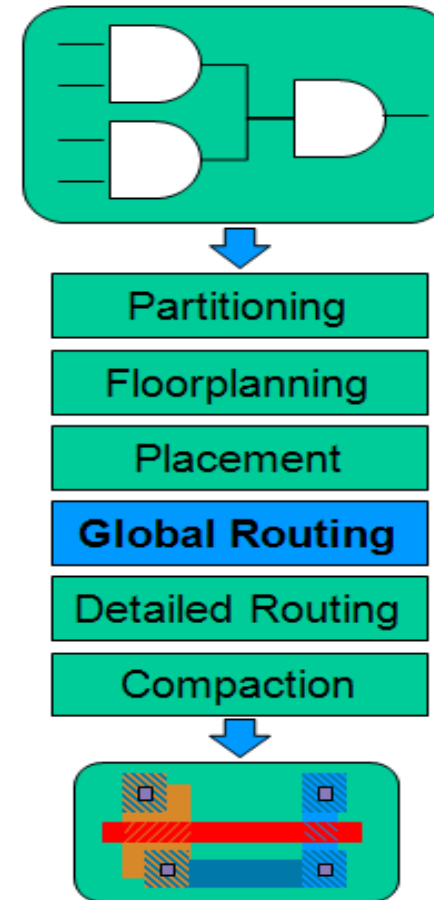 Partitioning
Floorplanning
Placement
Global Routing
Detailed Routing
Compaction